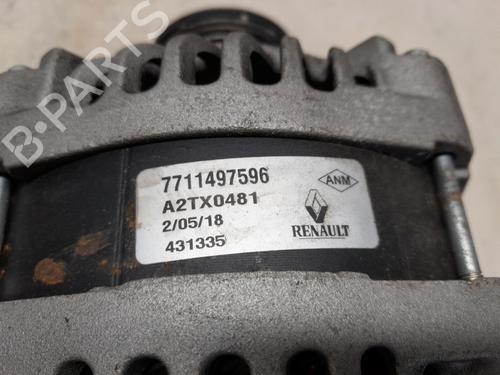 B-PARTS
7711497596
A2TX0481
2/05/18
431335
ANM
RENAULT